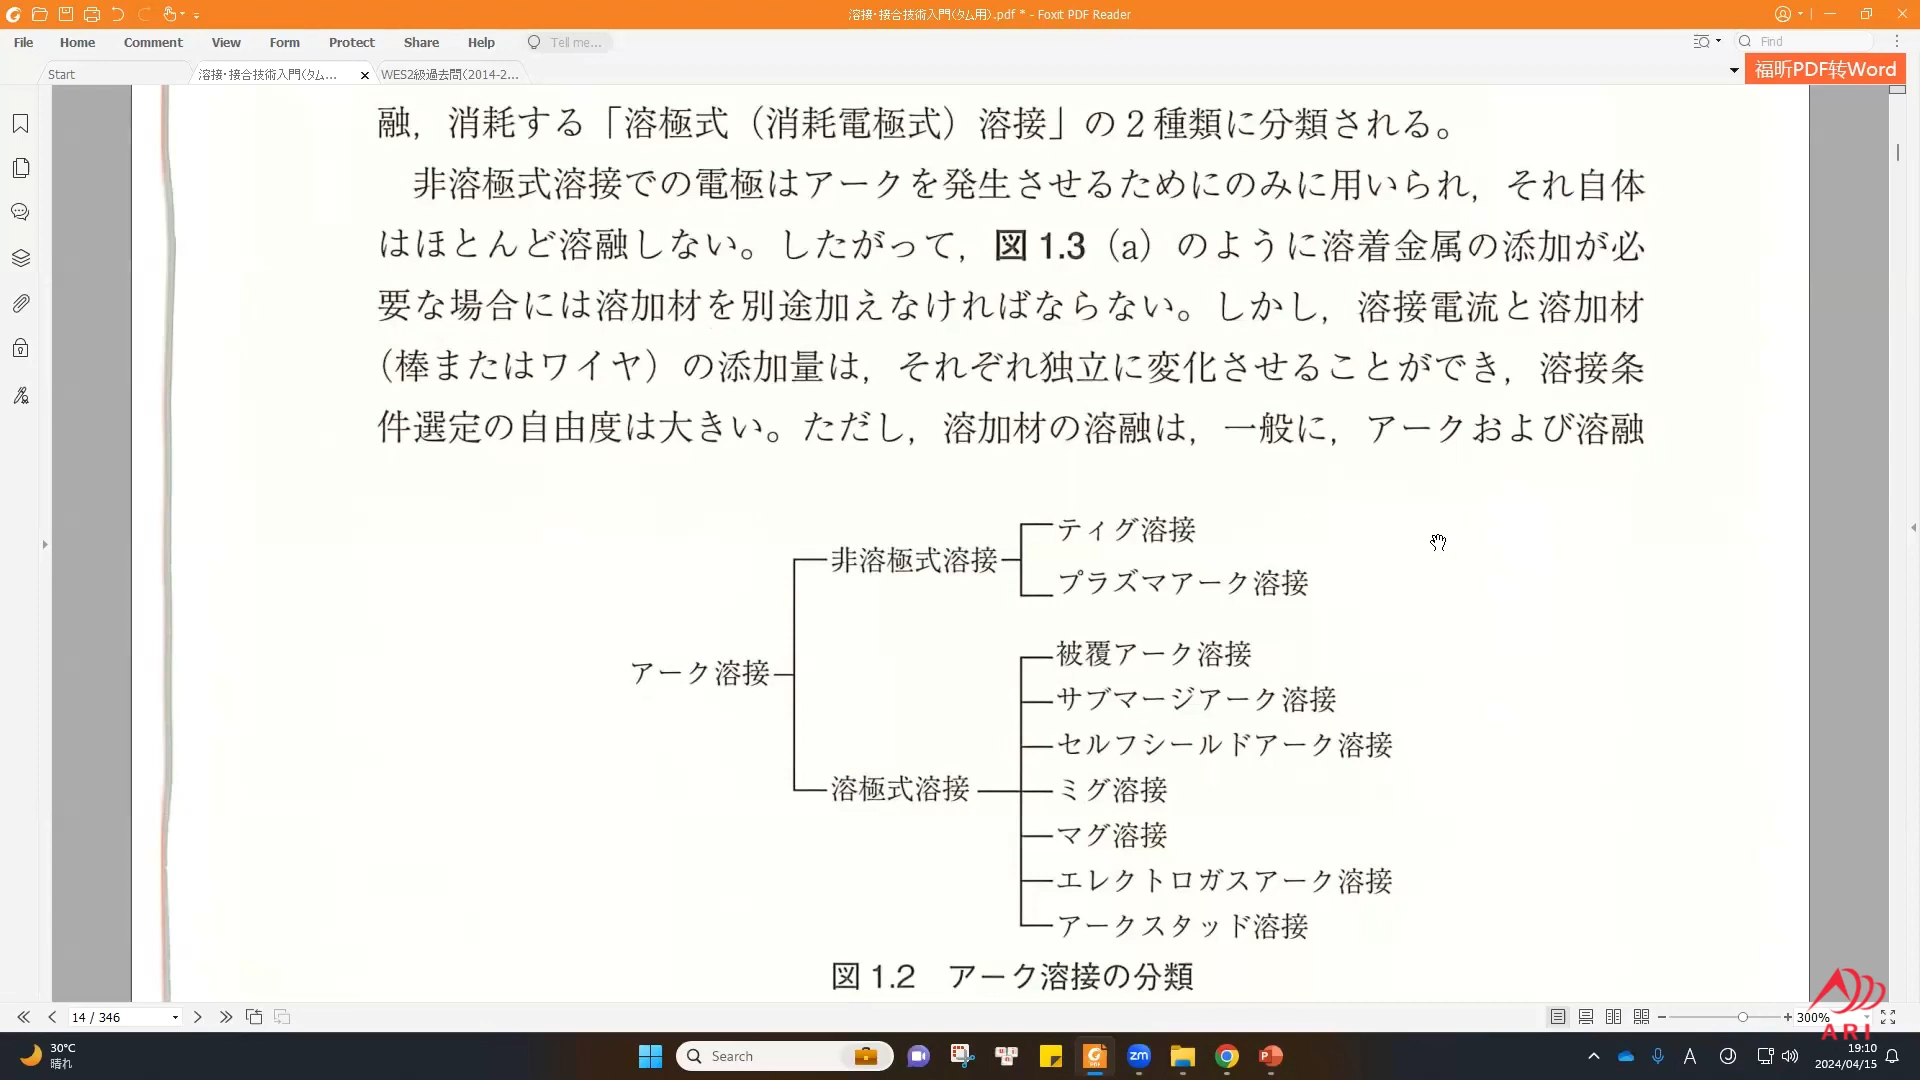 溶接・接合技術入門(タム用).pdf * - Foxit PDF Reader
File Home Comment View Form Protect Share Help Tell me... Find
Start 溶接・接合技術入門(タム... WES2級過去問(2014-2... 福昕PDF转Word
融，消耗する「溶極式（消耗電極式）溶接」の２種類に分類される。
非溶極式溶接での電極はアークを発生させるためにのみに用いられ，それ自体
はほとんど溶融しない。したがって，図 1.3（a）のように溶着金属の添加が必
要な場合には溶加材を別途加えなければならない。しかし，溶接電流と溶加材
（棒またはワイヤ）の添加量は，それぞれ独立に変化させることができ，溶接条
件選定の自由度は大きい。ただし，溶加材の溶融は，一般に，アークおよび溶融
ティグ溶接
非溶極式溶接
プラズマアーク溶接
被覆アーク溶接
アーク溶接
サブマージアーク溶接
セルフシールドアーク溶接
溶極式溶接
ミグ溶接
マグ溶接
エレクトロガスアーク溶接
アークスタッド溶接
図 1.2　アーク溶接の分類
14 / 346
300%
ARI
30°C
晴れ
Search
zm
A
19:10
2024/04/15